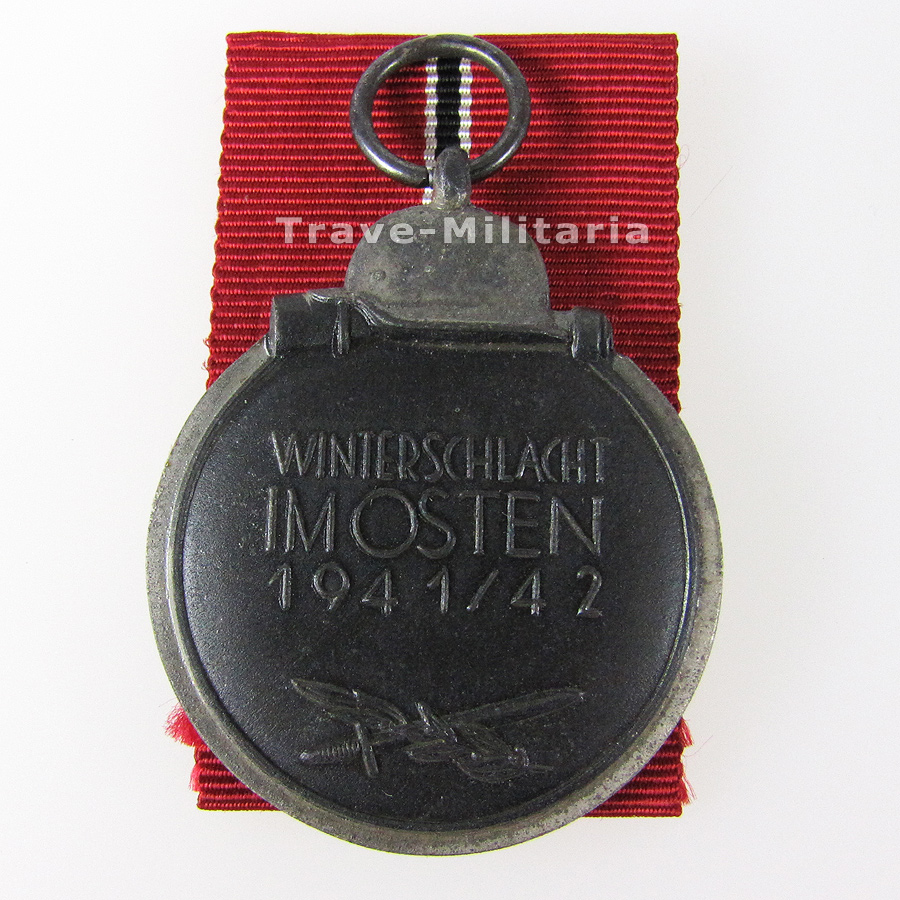 Trave-Militaria
WINTERSCHLACHT
IM OSTEN
1941/42